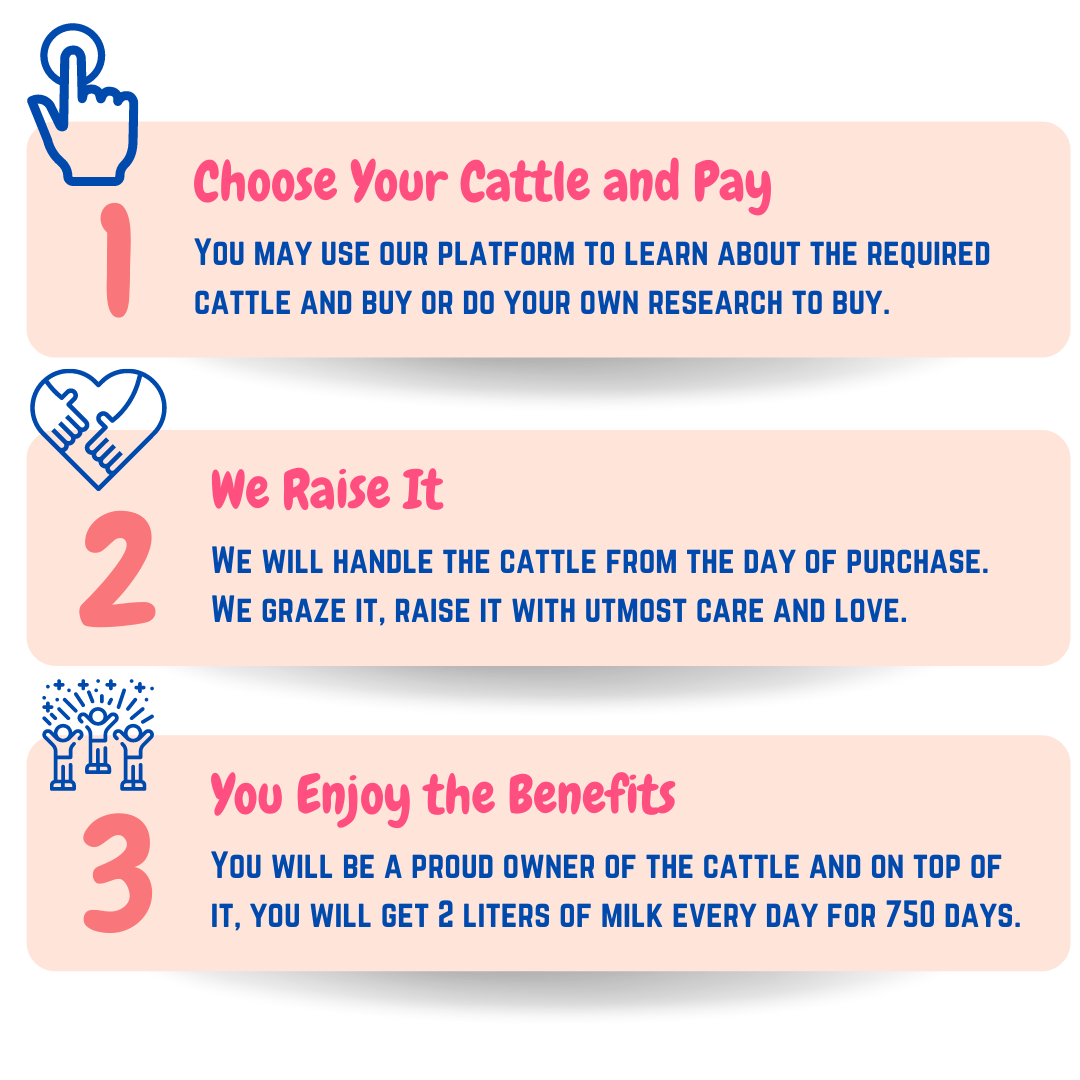 1
Choose Your Cattle and Pay
You may use our platform to learn about the required
cattle and buy or do your own research to buy.
2
We Raise It
We will handle the cattle from the day of purchase.
We graze it, raise it with utmost care and love.
3
You Enjoy the Benefits
You will be a proud owner of the cattle and on top of
it, you will get 2 liters of milk every day for 750 days.